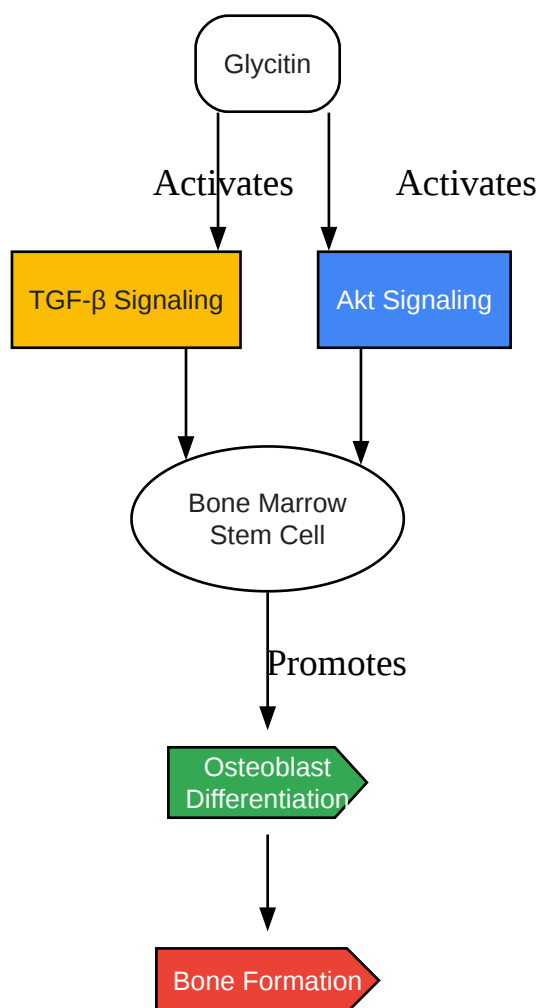 Glycitin
Activates
Activates
TGF-β Signaling
Akt Signaling
Bone Marrow
Stem Cell
Promotes
Osteoblast
Differentiation
Bone Formation